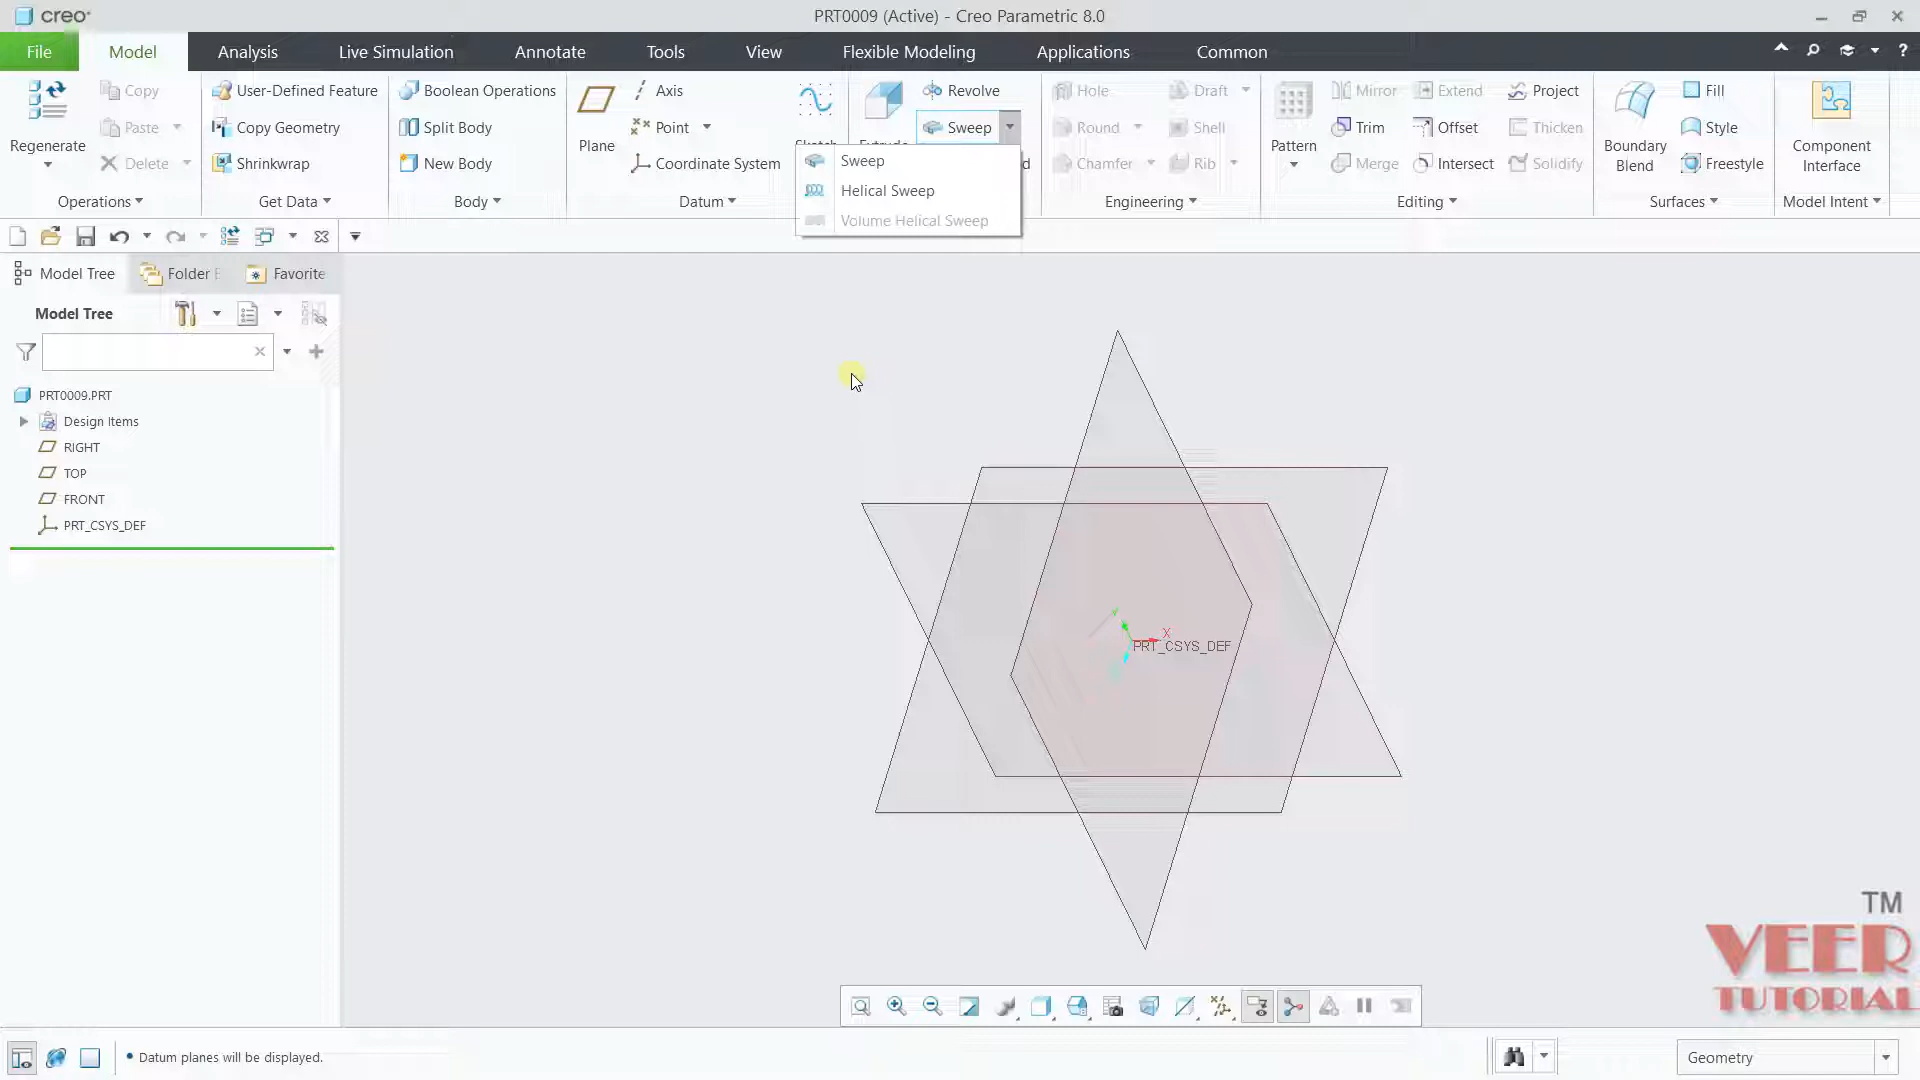 creo
PRT0009 (Active) - Creo Parametric 8.0
File Model Analysis Live Simulation Annotate Tools View Flexible Modeling Applications Common
Copy User-Defined Feature Boolean Operations Axis Revolve Hole Draft Mirror Extend Project Fill
Paste Copy Geometry Split Body Point Sweep Round Shell Trim Offset Thicken Style
Regenerate Plane Pattern Boundary Blend Component Interface
Delete Shrinkwrap New Body Coordinate System Chamfer Rib Merge Intersect Solidify Freestyle
Sweep
Helical Sweep
Volume Helical Sweep
Operations Get Data Body Datum Engineering Editing Surfaces Model Intent
Model Tree Folder Favorite
Model Tree
PRT0009.PRT
Design Items
RIGHT
TOP
FRONT
PRT_CSYS_DEF
X
PRT_CSYS_DEF
TM
VEER
TUTORIAL
Datum planes will be displayed.
Geometry